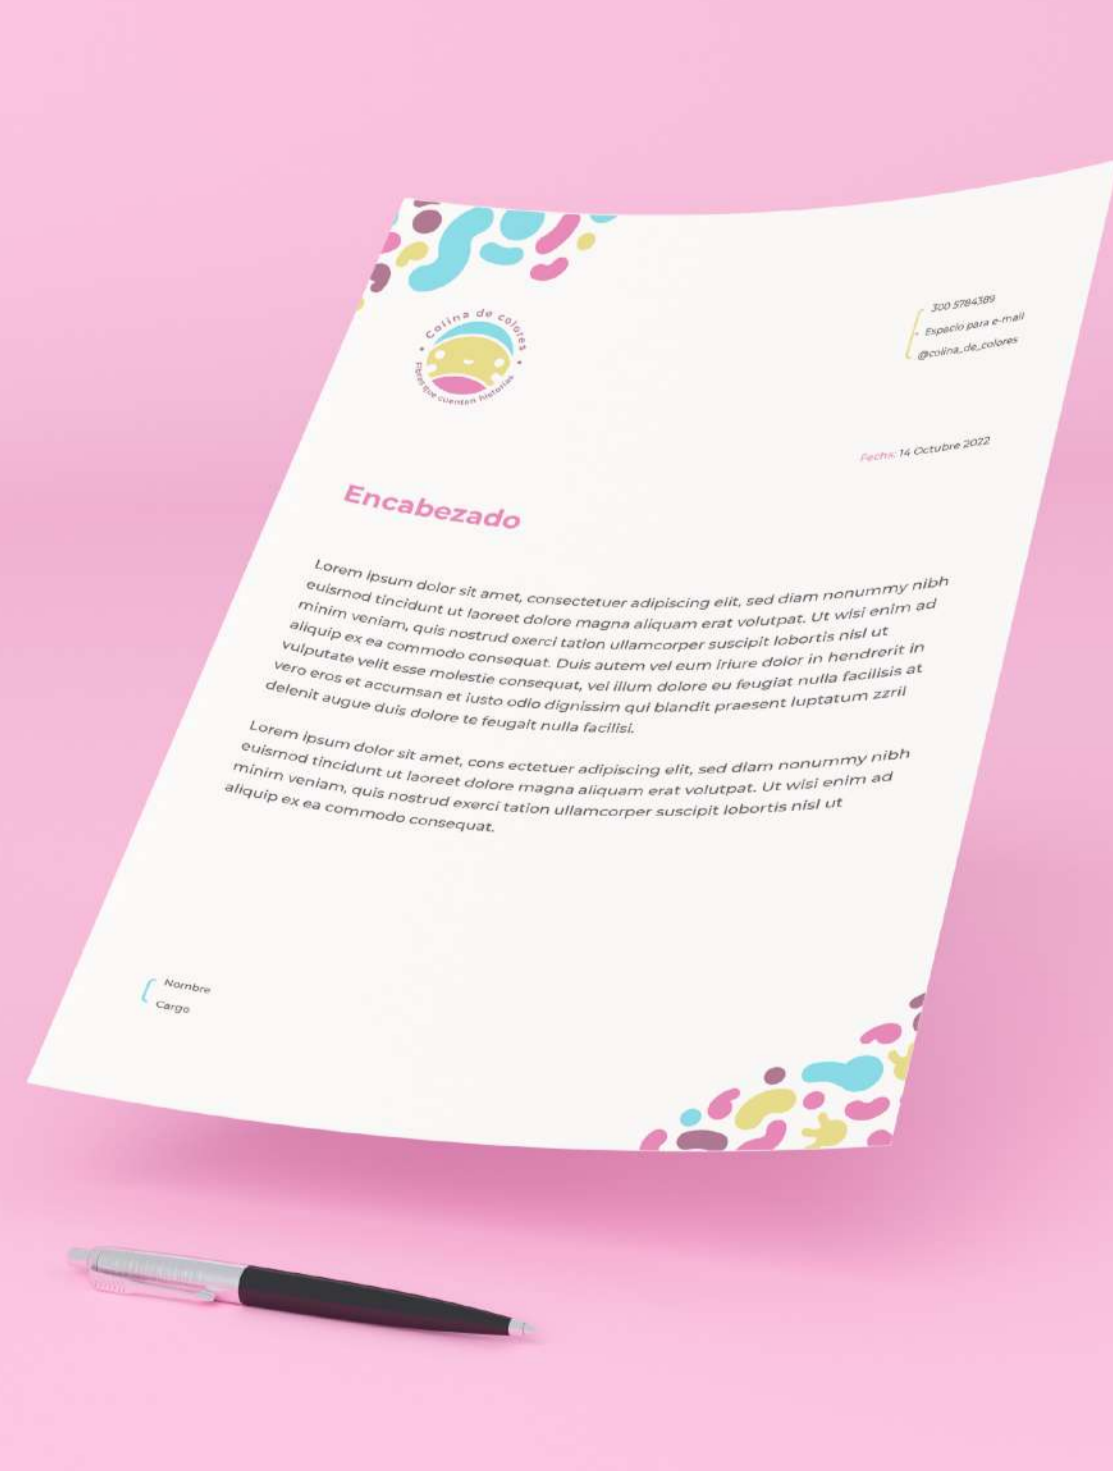 Colina de colores
Fibras que cuentan historias
300 5784389
Espacio para e-mail
@colina_de_colores
Fecha: 14 Octubre 2022
Encabezado
Lorem ipsum dolor sit amet, consectetuer adipiscing elit, sed diam nonummy nibh
euismod tincidunt ut laoreet dolore magna aliquam erat volutpat. Ut wisi enim ad
minim veniam, quis nostrud exerci tation ullamcorper suscipit lobortis nisl ut
aliquip ex ea commodo consequat. Duis autem vel eum iriure dolor in hendrerit in
vulputate velit esse molestie consequat, vel illum dolore eu feugiat nulla facilisis at
vero eros et accumsan et iusto odio dignissim qui blandit praesent luptatum zzril
delenit augue duis dolore te feugait nulla facilisi.
Lorem ipsum dolor sit amet, cons ectetuer adipiscing elit, sed diam nonummy nibh
euismod tincidunt ut laoreet dolore magna aliquam erat volutpat. Ut wisi enim ad
minim veniam, quis nostrud exerci tation ullamcorper suscipit lobortis nisl ut
aliquip ex ea commodo consequat.
Nombre
Cargo